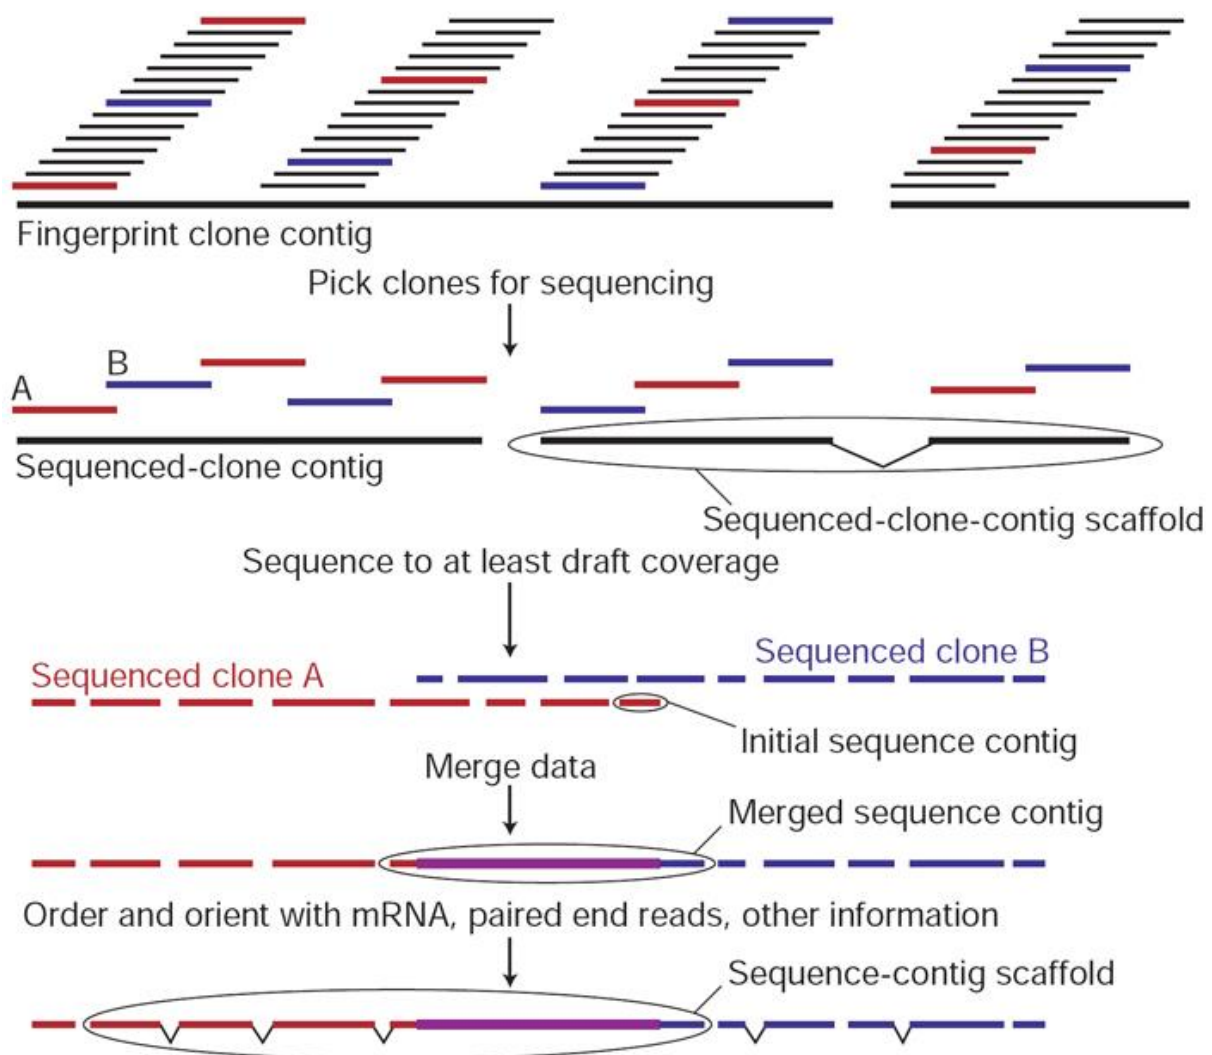 Fingerprint clone contig
Pick clones for sequencing
B
A
Sequenced-clone contig
Sequenced-clone-contig scaffold
Sequence to at least draft coverage
Sequenced clone B
Sequenced clone A
Initial sequence contig
Merge data
Merged sequence contig
Order and orient with mRNA, paired end reads, other information
Sequence-contig scaffold